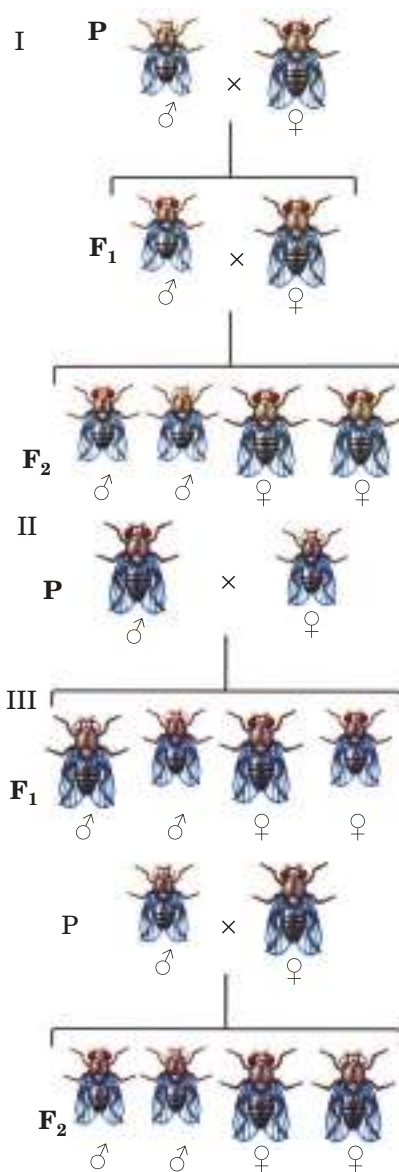 I P
♂ × ♀
F₁
♂ × ♀
F₂
♂ ♂ ♀ ♀
II
P × 
♂ ♀
III
F₁
♂ ♂ ♀ ♀
P × 
♂ ♀
F₂
♂ ♂ ♀ ♀